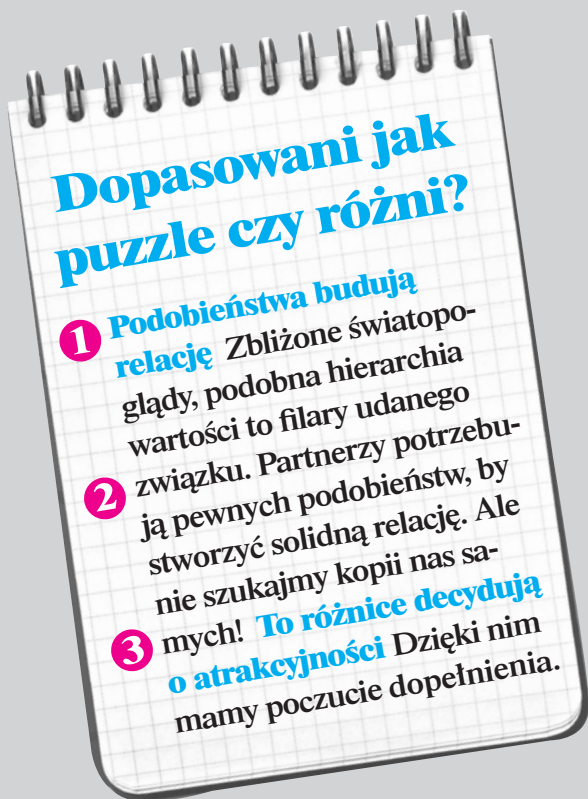 Dopasowani jak
puzzle czy różni?
1 Podobieństwa budują
relację Zbliżone światopo-
glądy, podobna hierarchia
wartości to filary udanego
2 związku. Partnerzy potrzebu-
ją pewnych podobieństw, by
stworzyć solidną relację. Ale
nie szukajmy kopii nas sa-
3 mych! To różnice decydują
o atrakcyjności Dzięki nim
mamy poczucie dopełnienia.